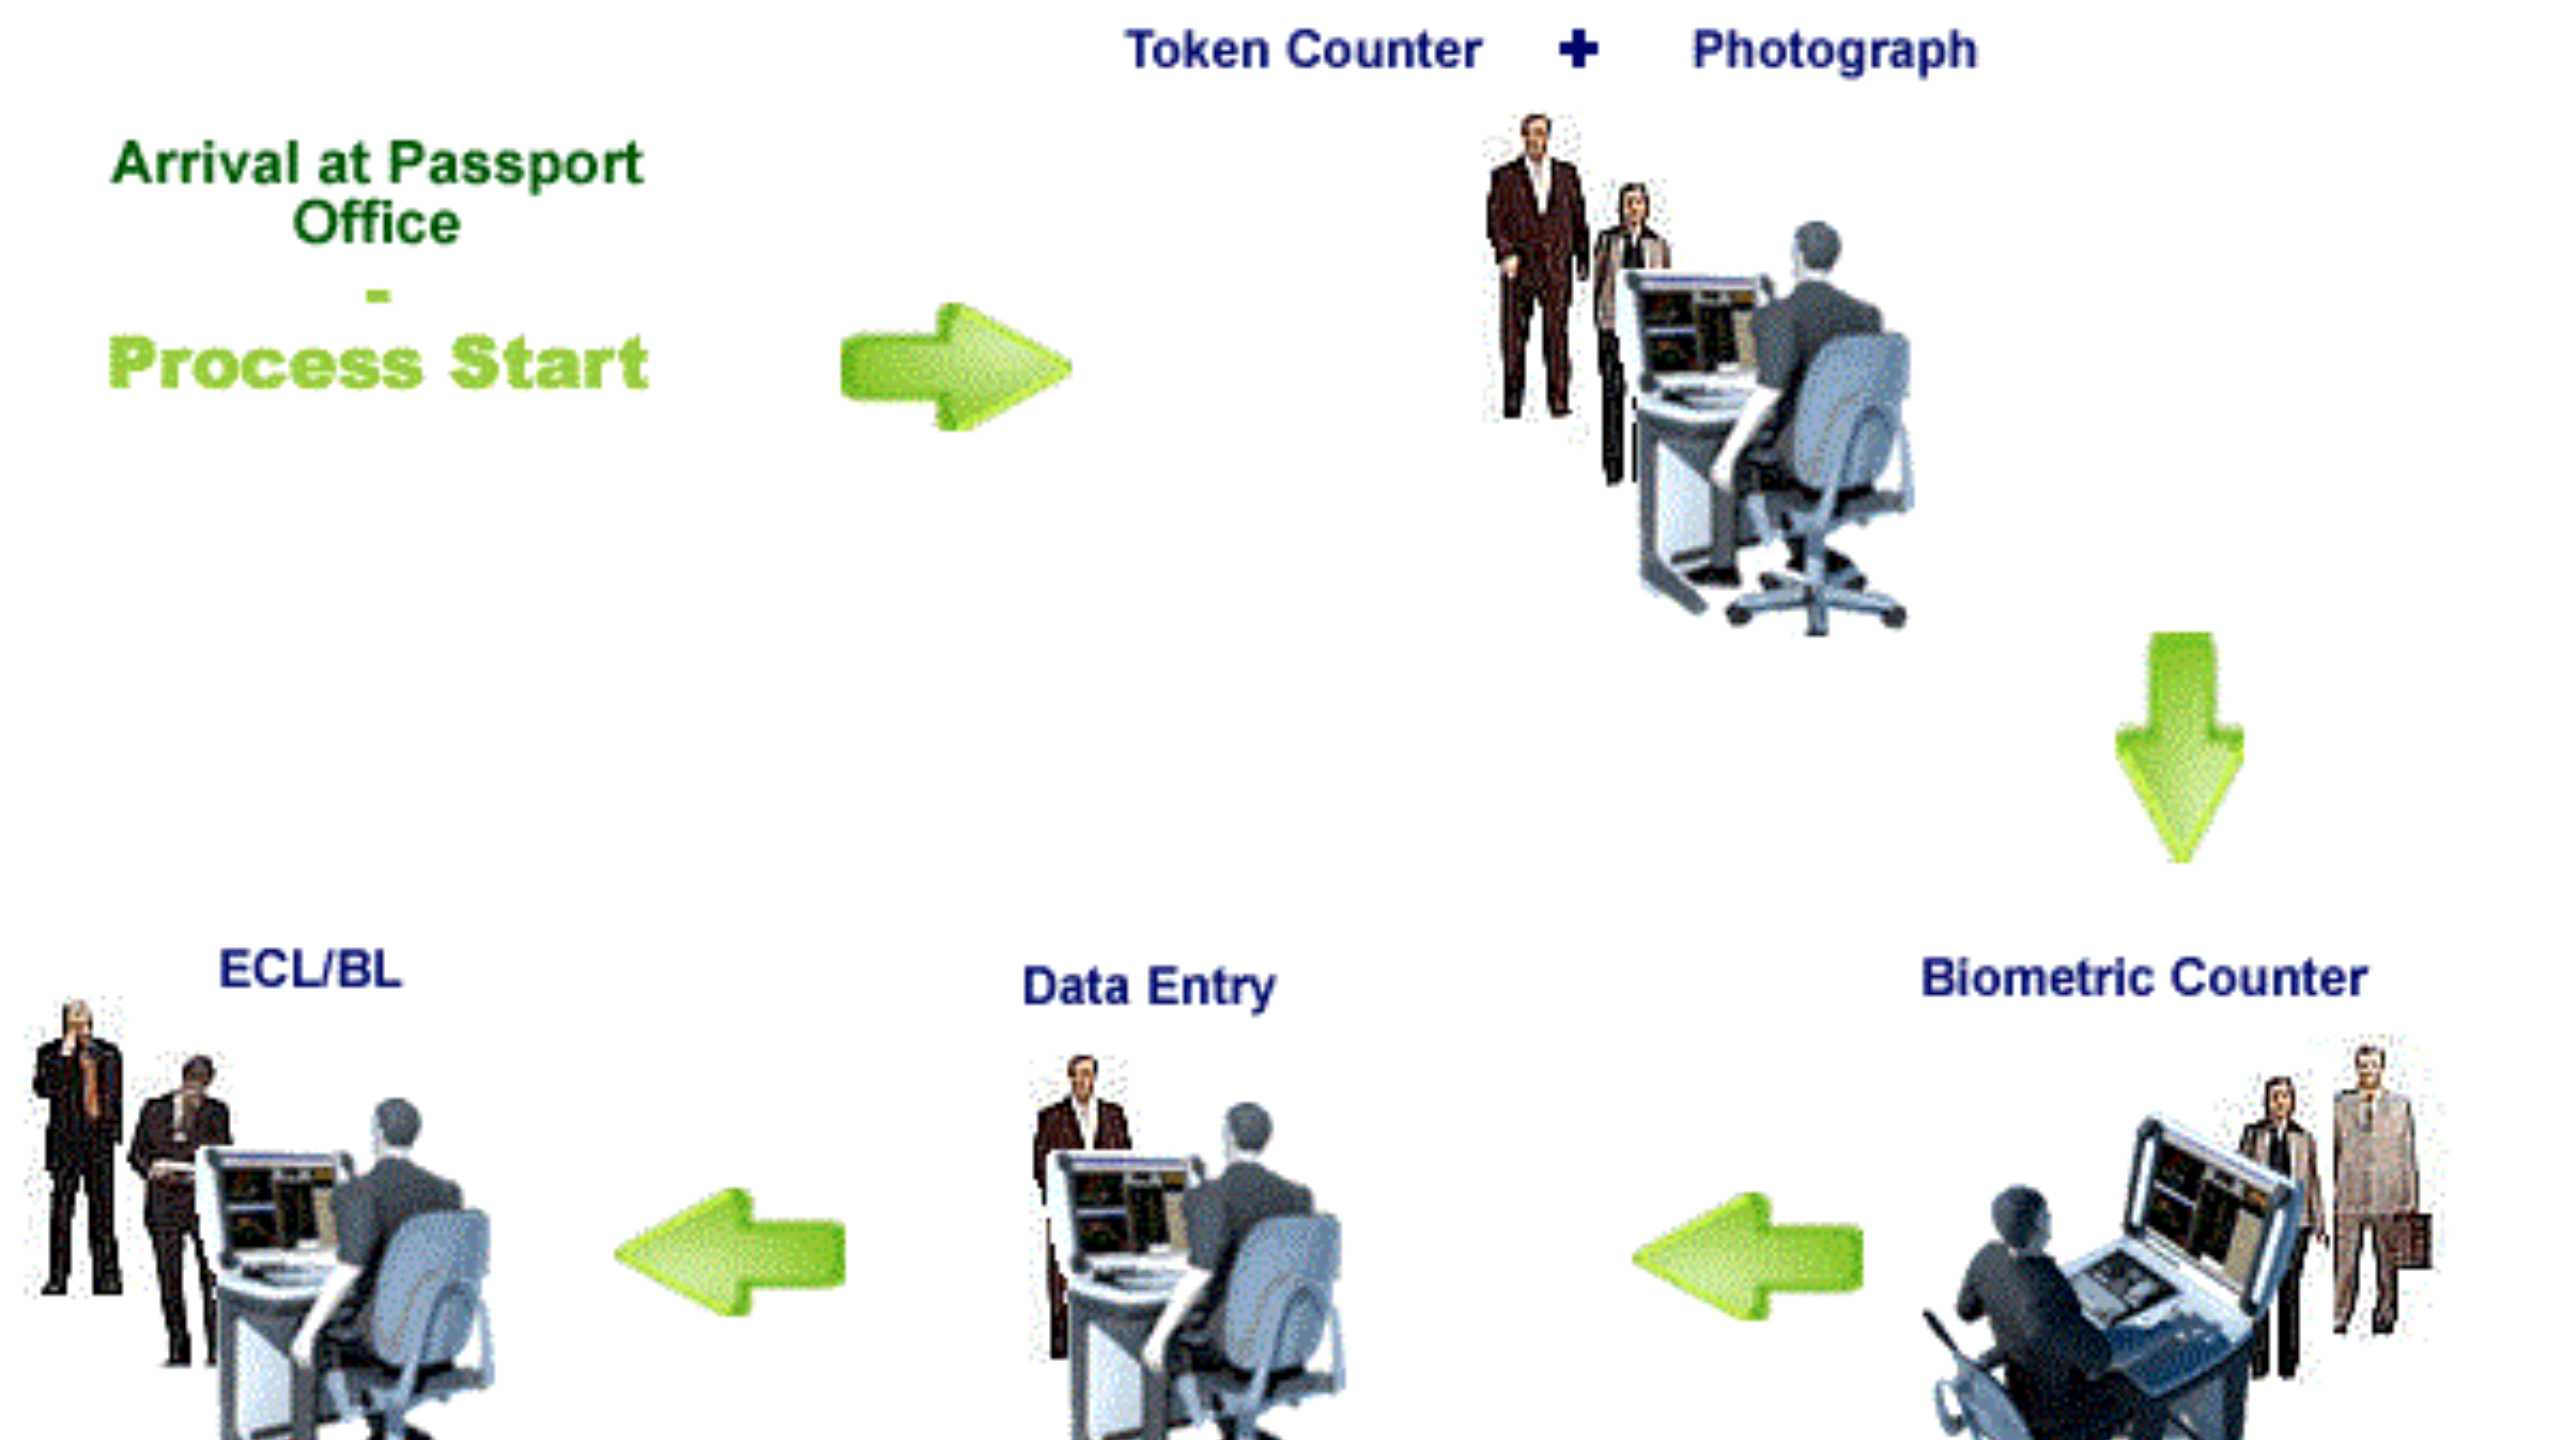 Token Counter + Photograph
Arrival at Passport
Office
-
Process Start
ECL/BL
Data Entry
Biometric Counter